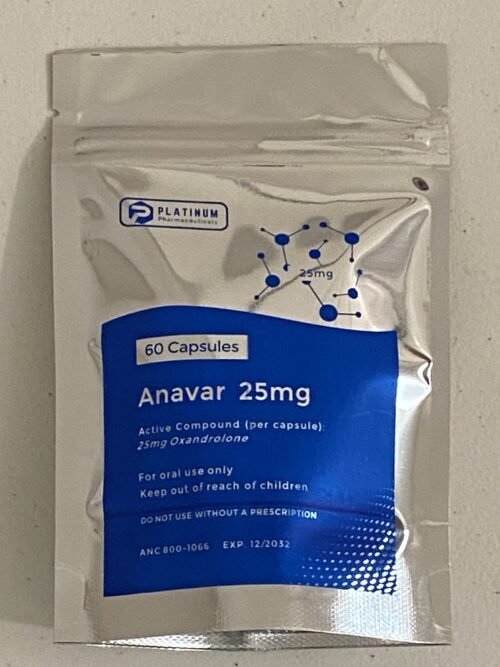 PLATINUM
Pharmaceuticals
25mg
60 Capsules
Anavar 25mg
Active Compound (per capsule):
25mg Oxandrolone
For oral use only
Keep out of reach of children
DO NOT USE WITHOUT A PRESCRIPTION
ANC 800-1066 EXP. 12/2032